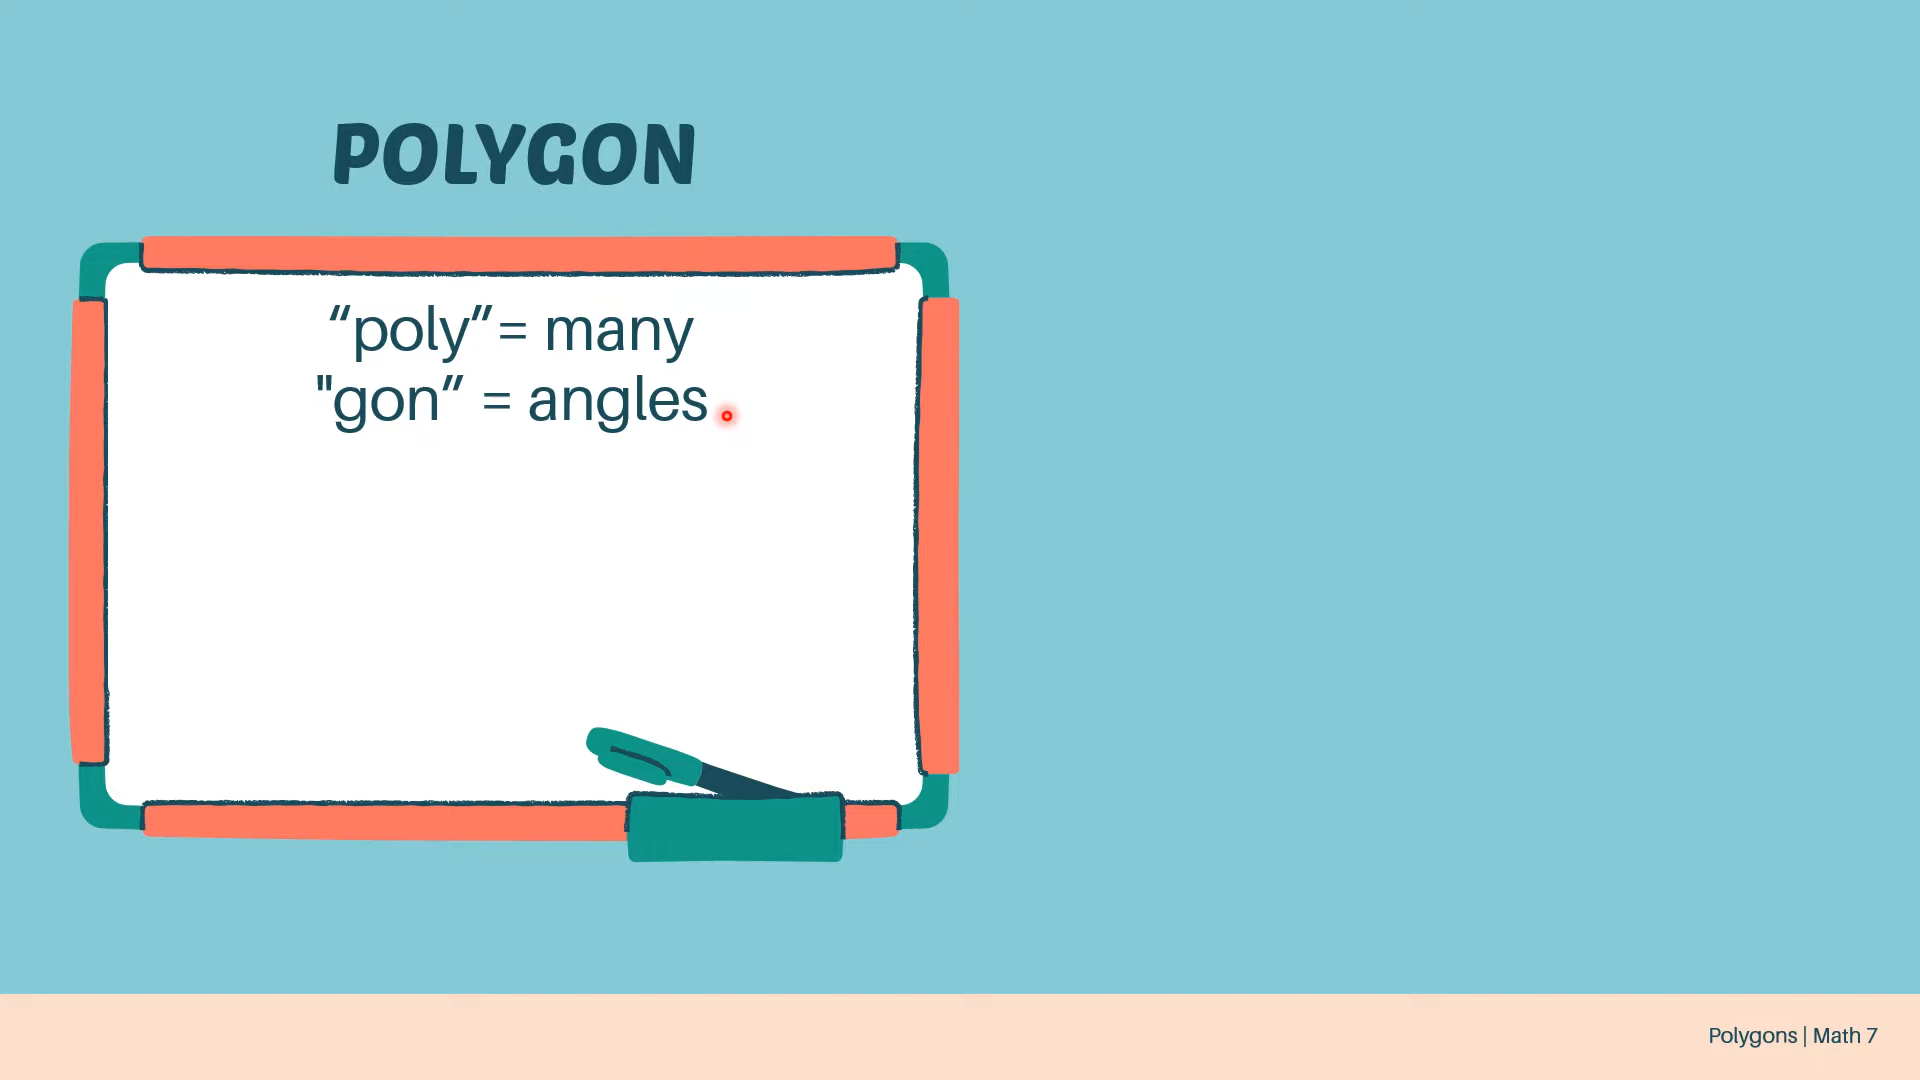 POLYGON
“poly”= many
"gon” = angles
Polygons | Math 7